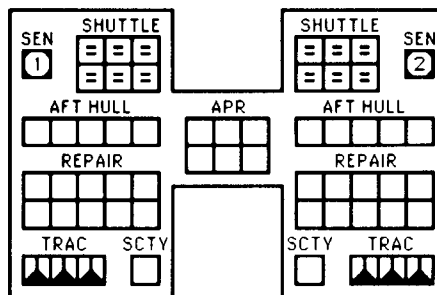 SHUTTLE SHUTTLE
SEN SEN
1 2
AFT HULL APR AFT HULL
REPAIR REPAIR
TRAC SCTY SCTY TRAC